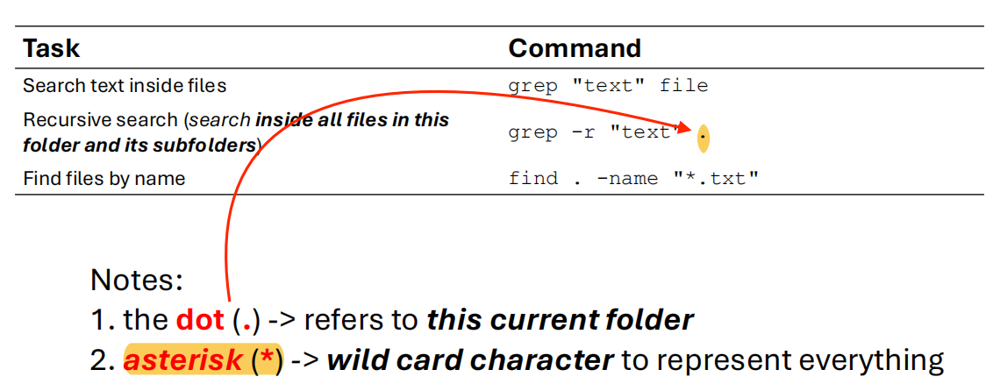 Task Command
Search text inside files grep "text" file
Recursive search (search inside all files in this
folder and its subfolders) grep -r "text" .
Find files by name find . -name "*.txt"
Notes:
1. the dot (.) -> refers to this current folder
2. asterisk (*) -> wild card character to represent everything